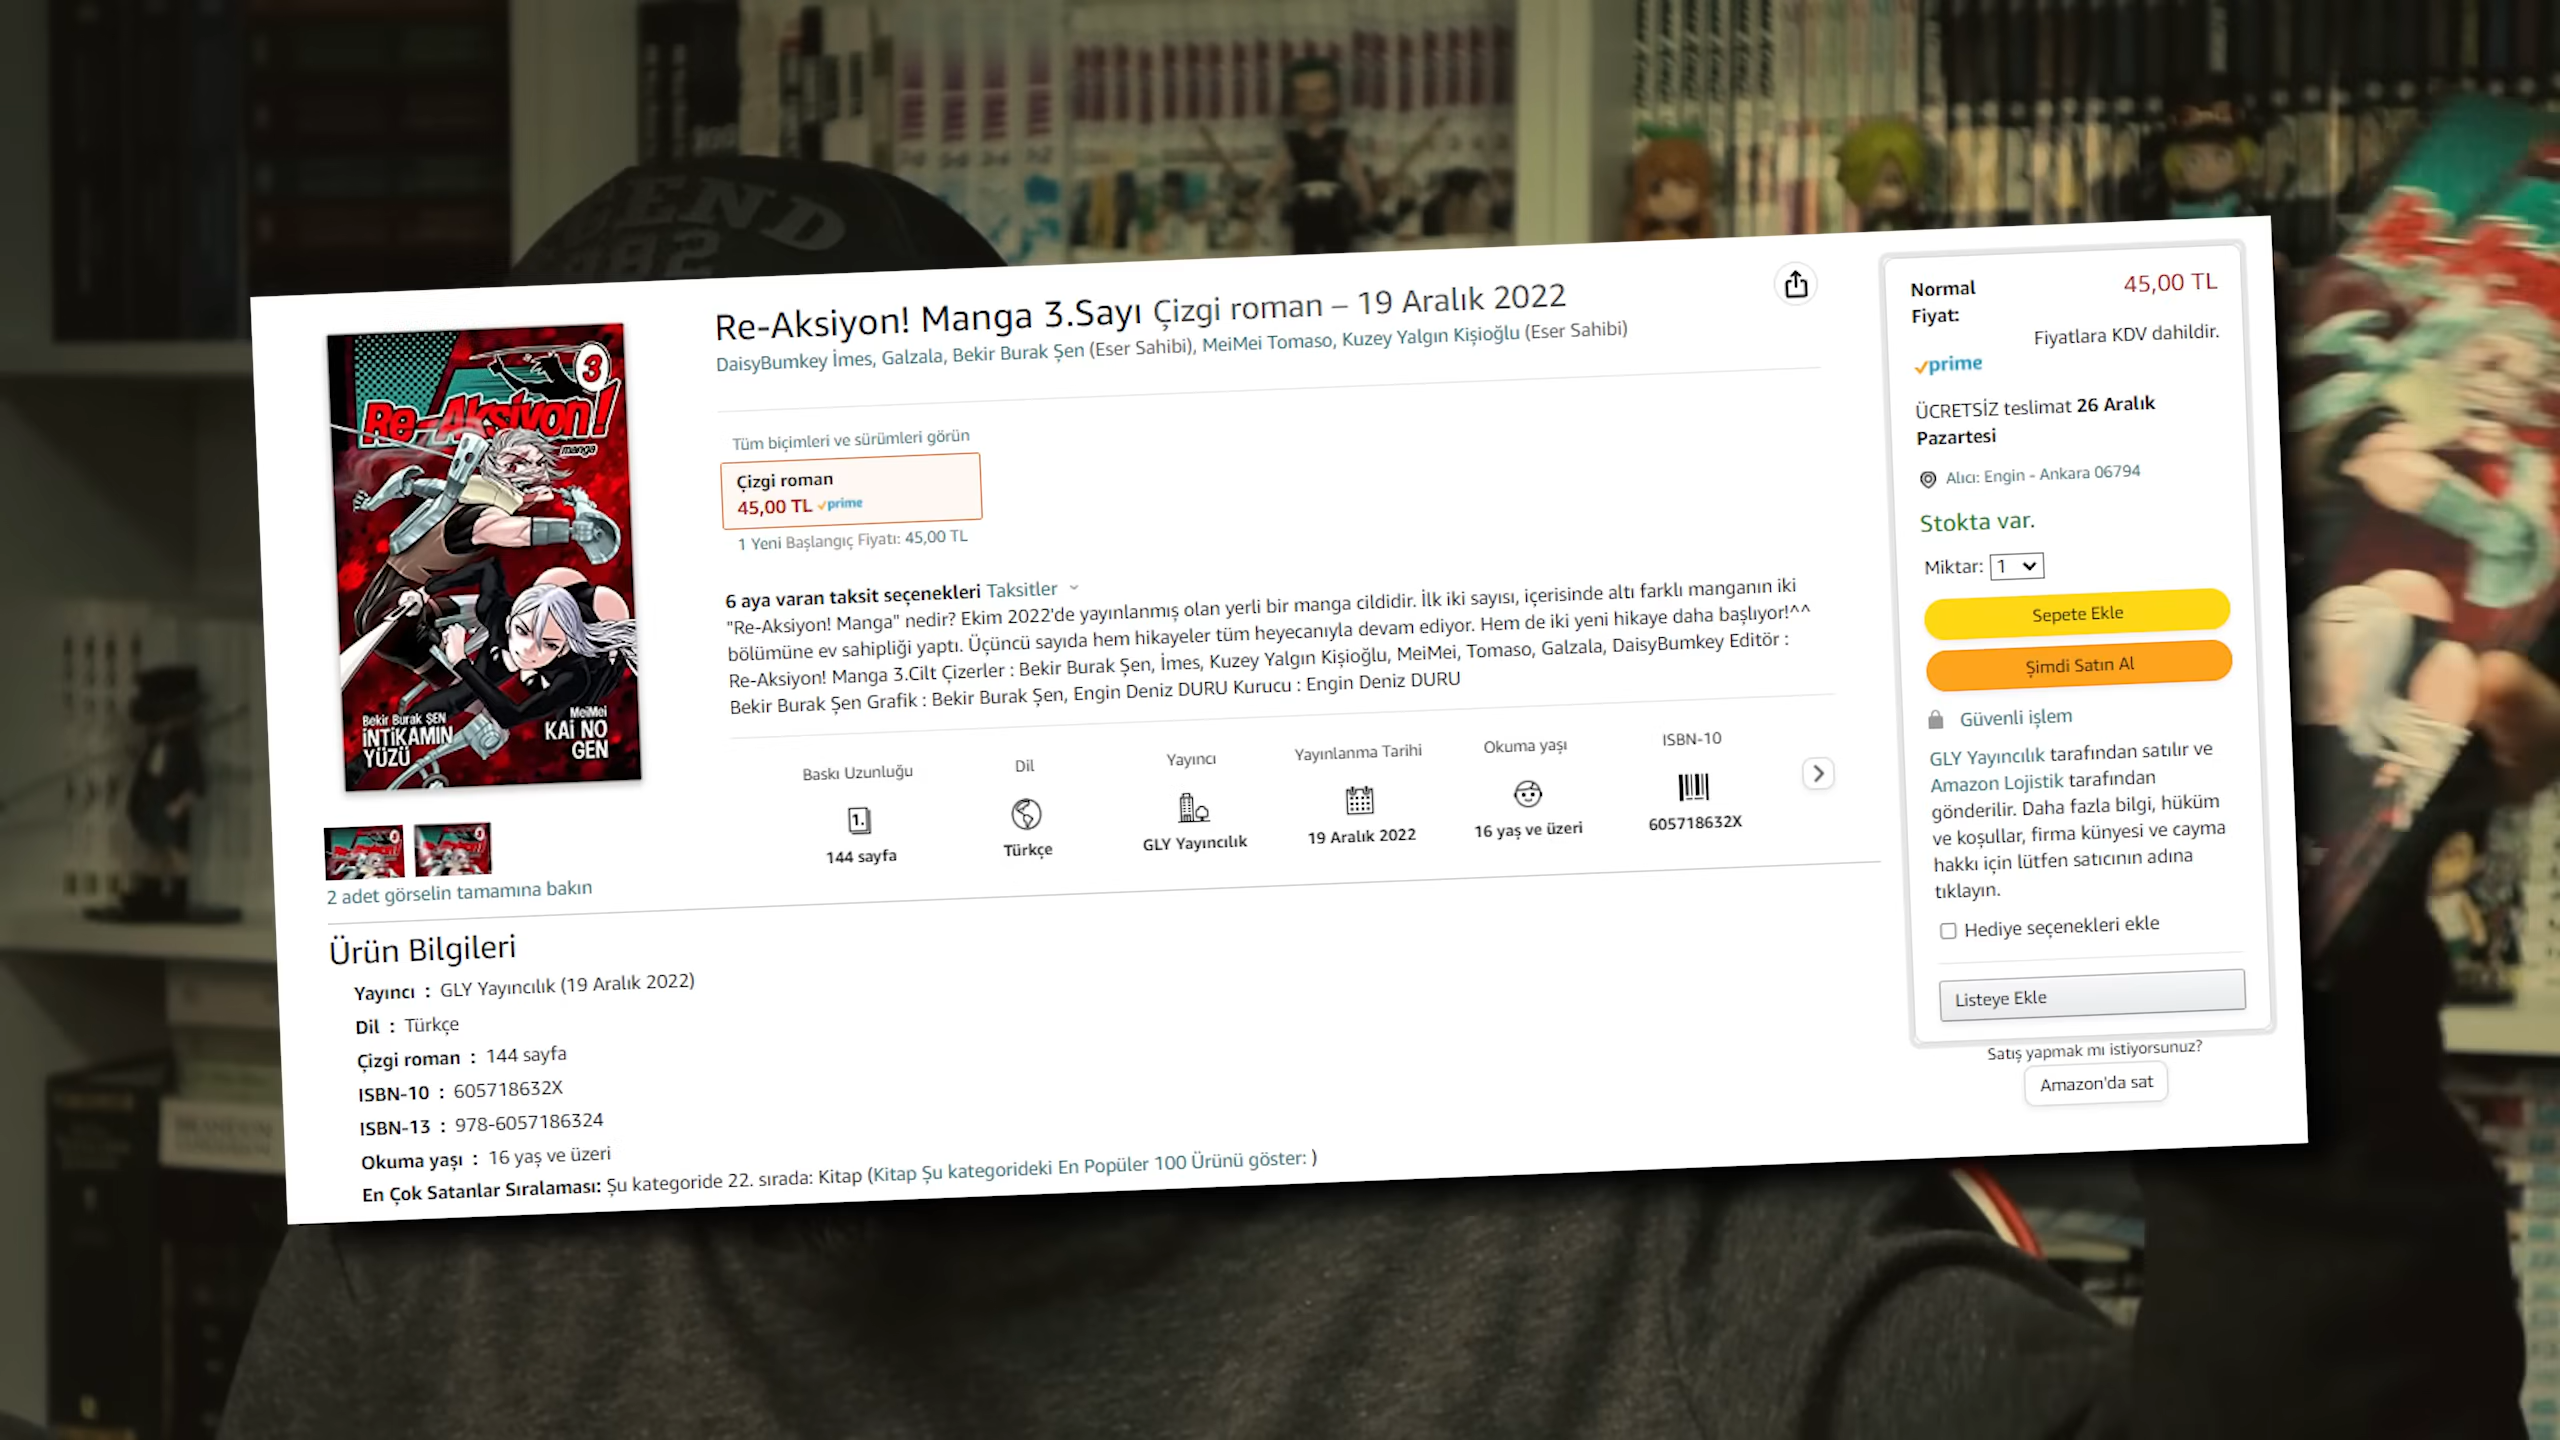 Re-Aksiyon! Manga 3.Sayı Çizgi roman – 19 Aralık 2022
DaisyBumkey İmes, Galzala, Bekir Burak Şen (Eser Sahibi), MeiMei Tomaso, Kuzey Yalgın Kişioğlu (Eser Sahibi)
3
Re-Aksiyon!
manga
Bekir Burak ŞEN
İNTİKAMIN
YÜZÜ
MeiMei
KAİ NO
GEN
2 adet görselin tamamına bakın
Tüm biçimleri ve sürümleri görün
Çizgi roman
45,00 TL prime
1 Yeni Başlangıç Fiyatı: 45,00 TL
6 aya varan taksit seçenekleri Taksitler
"Re-Aksiyon! Manga" nedir? Ekim 2022'de yayınlanmış olan yerli bir manga cildidir. İlk iki sayısı, içerisinde altı farklı manganın iki
bölümüne ev sahipliği yaptı. Üçüncü sayıda hem hikayeler tüm heyecanıyla devam ediyor. Hem de iki yeni hikaye daha başlıyor!^^
Re-Aksiyon! Manga 3.Cilt Çizerler : Bekir Burak Şen, İmes, Kuzey Yalgın Kişioğlu, MeiMei, Tomaso, Galzala, DaisyBumkey Editör :
Bekir Burak Şen Grafik : Bekir Burak Şen, Engin Deniz DURU Kurucu : Engin Deniz DURU
Baskı Uzunluğu
1.
144 sayfa
Dil
Türkçe
Yayıncı
GLY Yayıncılık
Yayınlanma Tarihi
19 Aralık 2022
Okuma yaşı
16 yaş ve üzeri
ISBN-10
605718632X
Ürün Bilgileri
Yayıncı : GLY Yayıncılık (19 Aralık 2022)
Dil : Türkçe
Çizgi roman : 144 sayfa
ISBN-10 : 605718632X
ISBN-13 : 978-6057186324
Okuma yaşı : 16 yaş ve üzeri
En Çok Satanlar Sıralaması: Şu kategoride 22. sırada: Kitap (Kitap Şu kategorideki En Popüler 100 Ürünü göster: )
Normal
Fiyat:
45,00 TL
Fiyatlara KDV dahildir.
prime
ÜCRETSİZ teslimat 26 Aralık
Pazartesi
Alıcı: Engin - Ankara 06794
Stokta var.
Miktar: 1
Sepete Ekle
Şimdi Satın Al
Güvenli işlem
GLY Yayıncılık tarafından satılır ve
Amazon Lojistik tarafından
gönderilir. Daha fazla bilgi, hüküm
ve koşullar, firma künyesi ve cayma
hakkı için lütfen satıcının adına
tıklayın.
Hediye seçenekleri ekle
Listeye Ekle
Satış yapmak mı istiyorsunuz?
Amazon'da sat